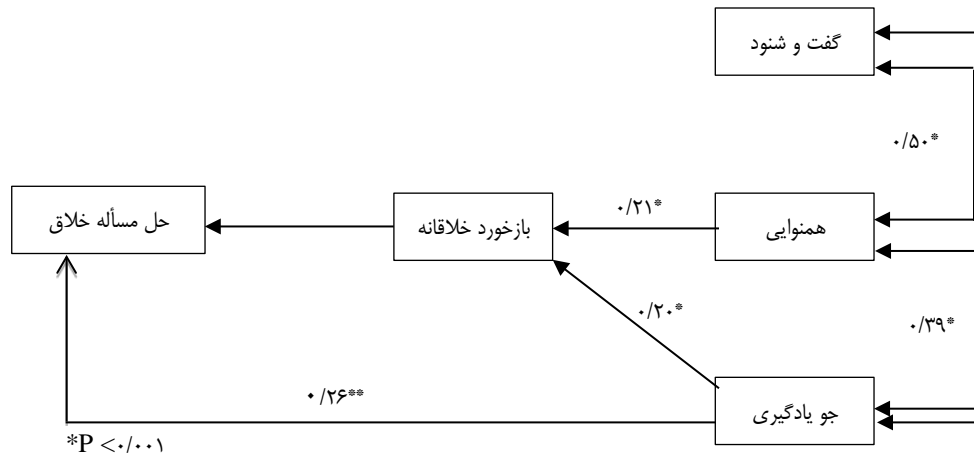 گفت و شنود
۰/۵۰*
همنوایی
۰/۲۱*
بازخورد خلاقانه
حل مسأله خلاق
۰/۳۹*
۰/۲۰*
جو یادگیری
۰/۲۶**
*P <۰/۰۰۱